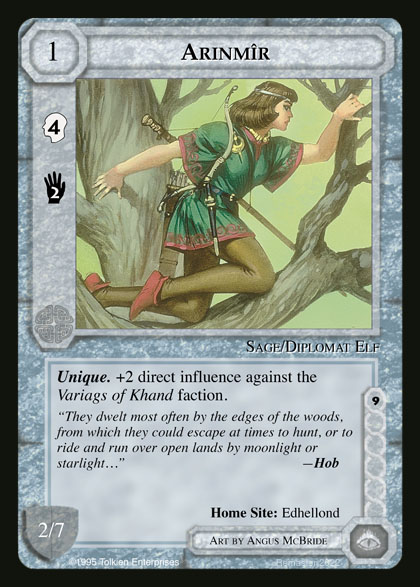 1
ARINMÎR
4
2
SAGE/DIPLOMAT ELF
Unique. +2 direct influence against the
Variags of Khand faction.
“They dwelt most often by the edges of the woods,
from which they could escape at times to hunt, or to
ride and run over open lands by moonlight or
starlight…” —Hob
9
Home Site: Edhellond
2/7
ART BY ANGUS MCBRIDE
©1995 Tolkien Enterprises